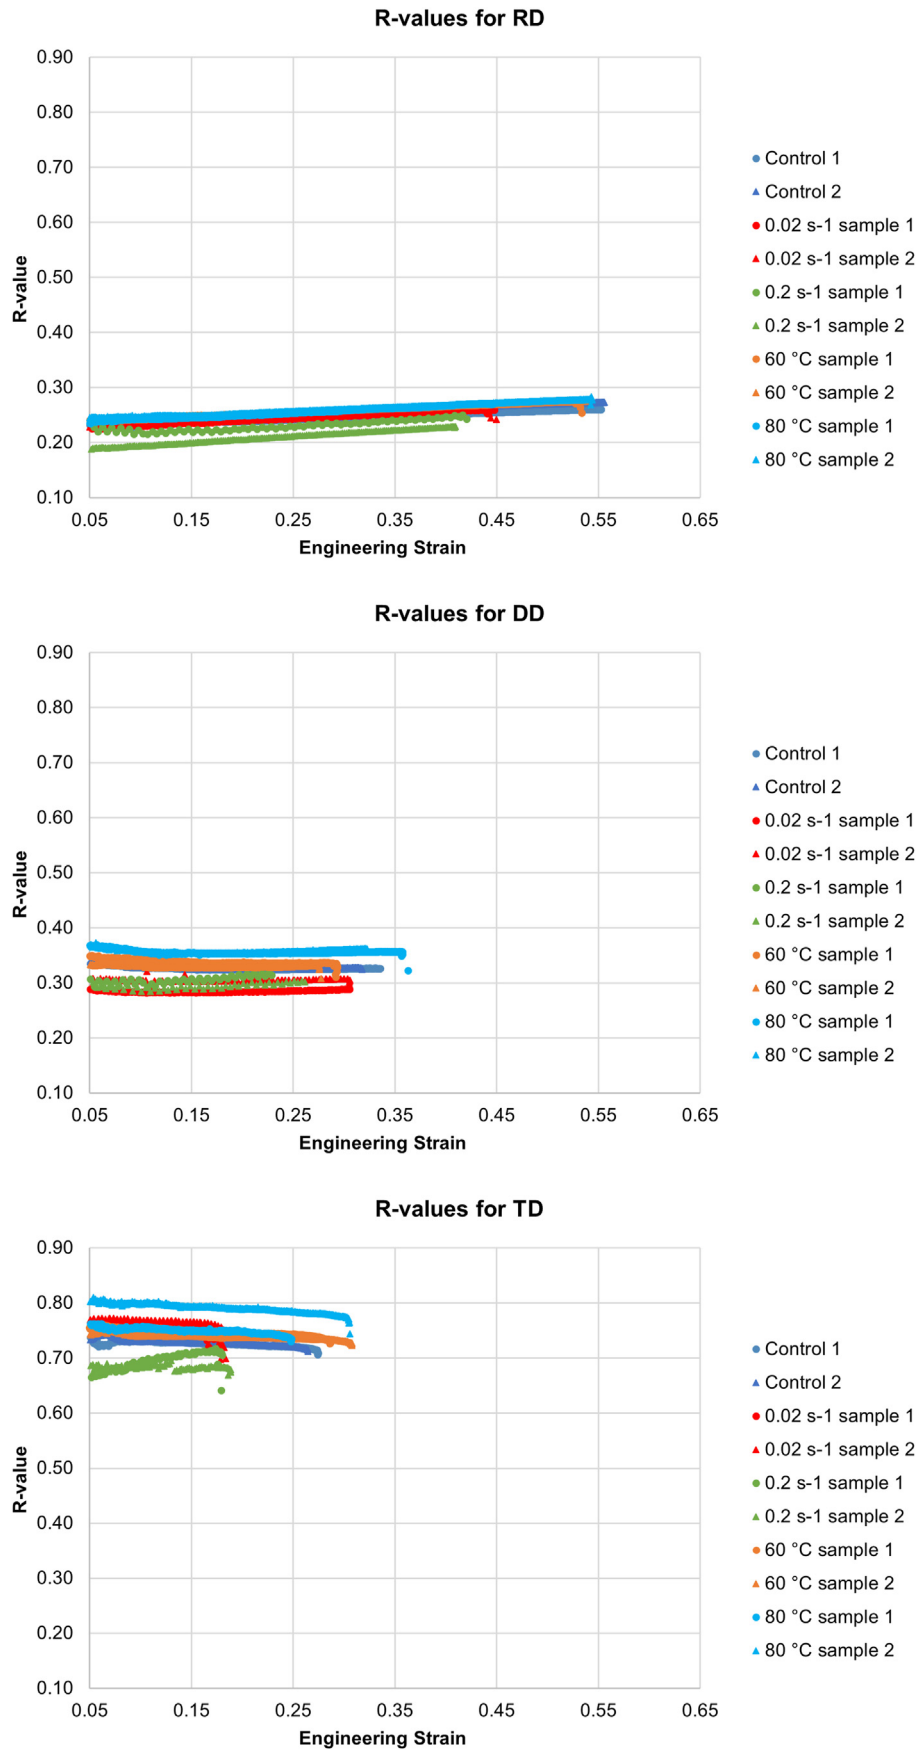 R-values for RD
0.90
0.80
0.70
0.60
0.50
0.40
0.30
0.20
0.10
R-value
0.05 0.15 0.25 0.35 0.45 0.55 0.65
Engineering Strain
Control 1
Control 2
0.02 s-1 sample 1
0.02 s-1 sample 2
0.2 s-1 sample 1
0.2 s-1 sample 2
60 °C sample 1
60 °C sample 2
80 °C sample 1
80 °C sample 2
R-values for DD
0.90
0.80
0.70
0.60
0.50
0.40
0.30
0.20
0.10
R-value
0.05 0.15 0.25 0.35 0.45 0.55 0.65
Engineering Strain
Control 1
Control 2
0.02 s-1 sample 1
0.02 s-1 sample 2
0.2 s-1 sample 1
0.2 s-1 sample 2
60 °C sample 1
60 °C sample 2
80 °C sample 1
80 °C sample 2
R-values for TD
0.90
0.80
0.70
0.60
0.50
0.40
0.30
0.20
0.10
R-value
0.05 0.15 0.25 0.35 0.45 0.55 0.65
Engineering Strain
Control 1
Control 2
0.02 s-1 sample 1
0.02 s-1 sample 2
0.2 s-1 sample 1
0.2 s-1 sample 2
60 °C sample 1
60 °C sample 2
80 °C sample 1
80 °C sample 2